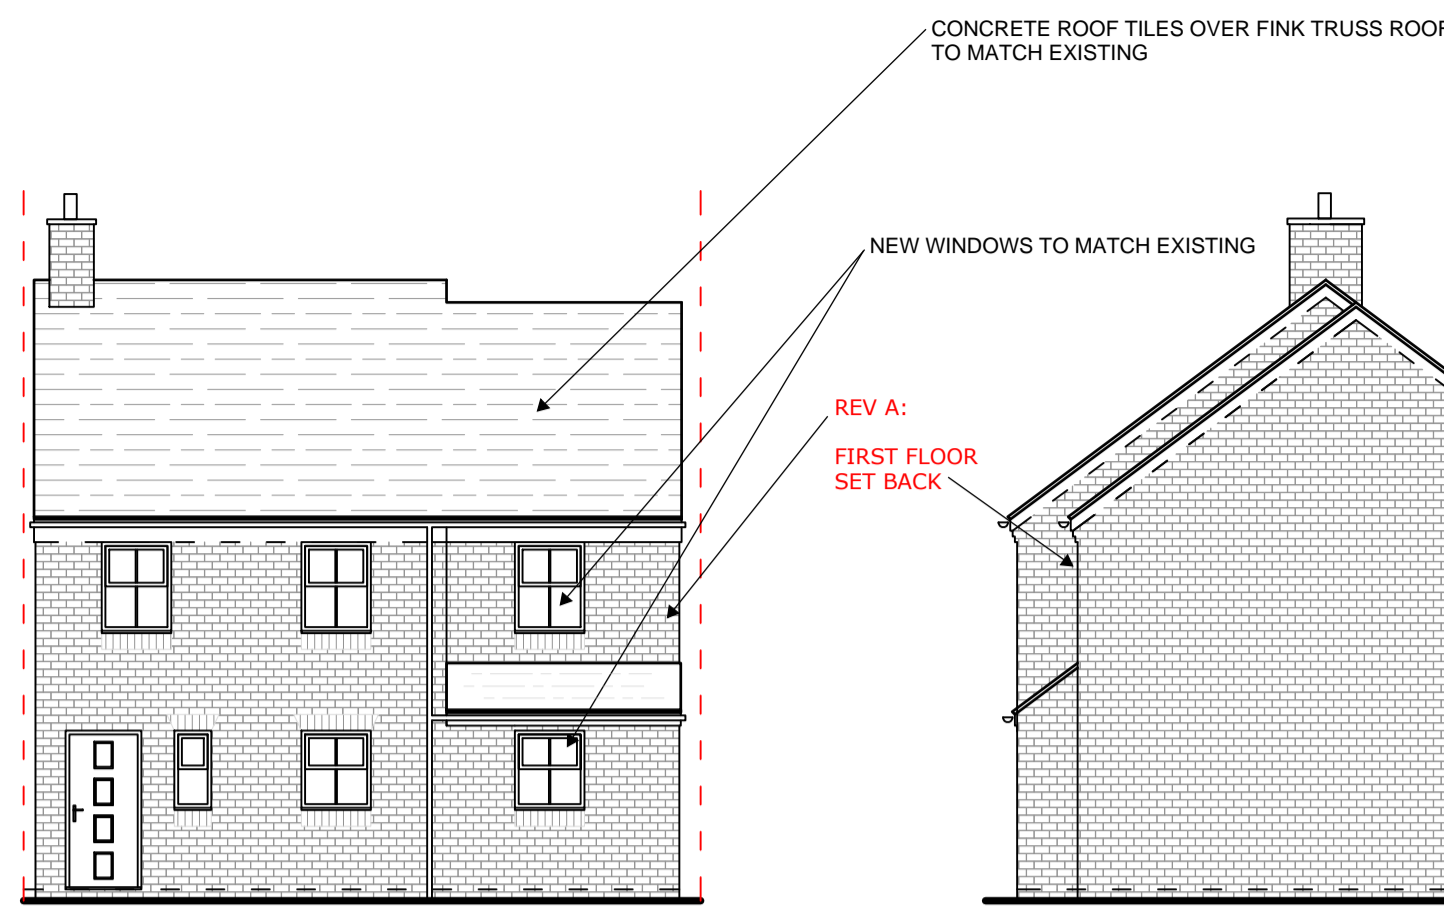 CONCRETE ROOF TILES OVER FINK TRUSS ROOF
TO MATCH EXISTING
NEW WINDOWS TO MATCH EXISTING
REV A:
FIRST FLOOR
SET BACK